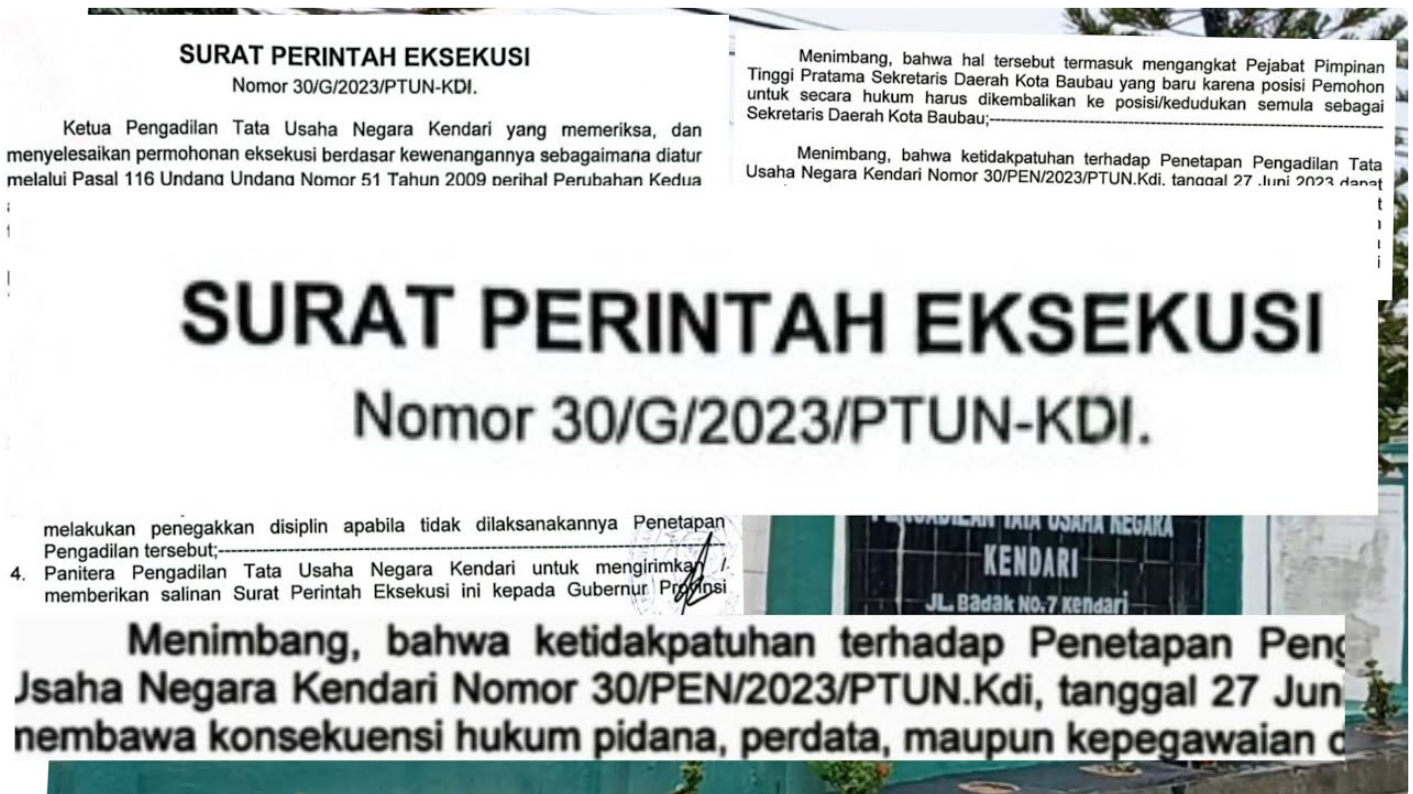 SURAT PERINTAH EKSEKUSI
Nomor 30/G/2023/PTUN-KDI.
Ketua Pengadilan Tata Usaha Negara Kendari yang memeriksa, dan
menyelesaikan permohonan eksekusi berdasar kewenangannya sebagaimana diatur
melalui Pasal 116 Undang Undang Nomor 51 Tahun 2009 perihal Perubahan Kedua
Menimbang, bahwa hal tersebut termasuk mengangkat Pejabat Pimpinan
Tinggi Pratama Sekretaris Daerah Kota Baubau yang baru karena posisi Pemohon
untuk secara hukum harus dikembalikan ke posisi/kedudukan semula sebagai
Sekretaris Daerah Kota Baubau;
Menimbang, bahwa ketidakpatuhan terhadap Penetapan Pengadilan Tata
Usaha Negara Kendari Nomor 30/PEN/2023/PTUN.Kdi, tanggal 27 Juni 2023 dapat
SURAT PERINTAH EKSEKUSI
Nomor 30/G/2023/PTUN-KDI.
melakukan penegakkan disiplin apabila tidak dilaksanakannya Penetapan
Pengadilan tersebut;
4. Panitera Pengadilan Tata Usaha Negara Kendari untuk mengirimkan /
memberikan salinan Surat Perintah Eksekusi ini kepada Gubernur Provinsi
PENGADILAN TATA USAHA NEGARA
KENDARI
JL. Badak NO.7 Kendari
Menimbang, bahwa ketidakpatuhan terhadap Penetapan Peng
Usaha Negara Kendari Nomor 30/PEN/2023/PTUN.Kdi, tanggal 27 Jun
membawa konsekuensi hukum pidana, perdata, maupun kepegawaian